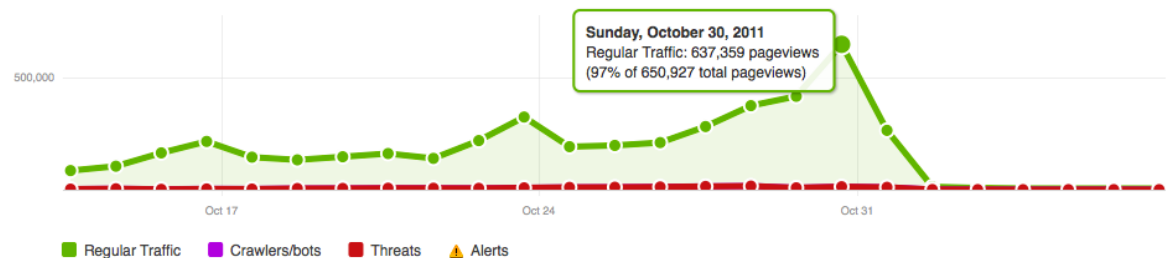 Sunday, October 30, 2011
Regular Traffic: 637,359 pageviews
(97% of 650,927 total pageviews)
500,000
Oct 17
Oct 24
Oct 31
Regular Traffic
Crawlers/bots
Threats
Alerts